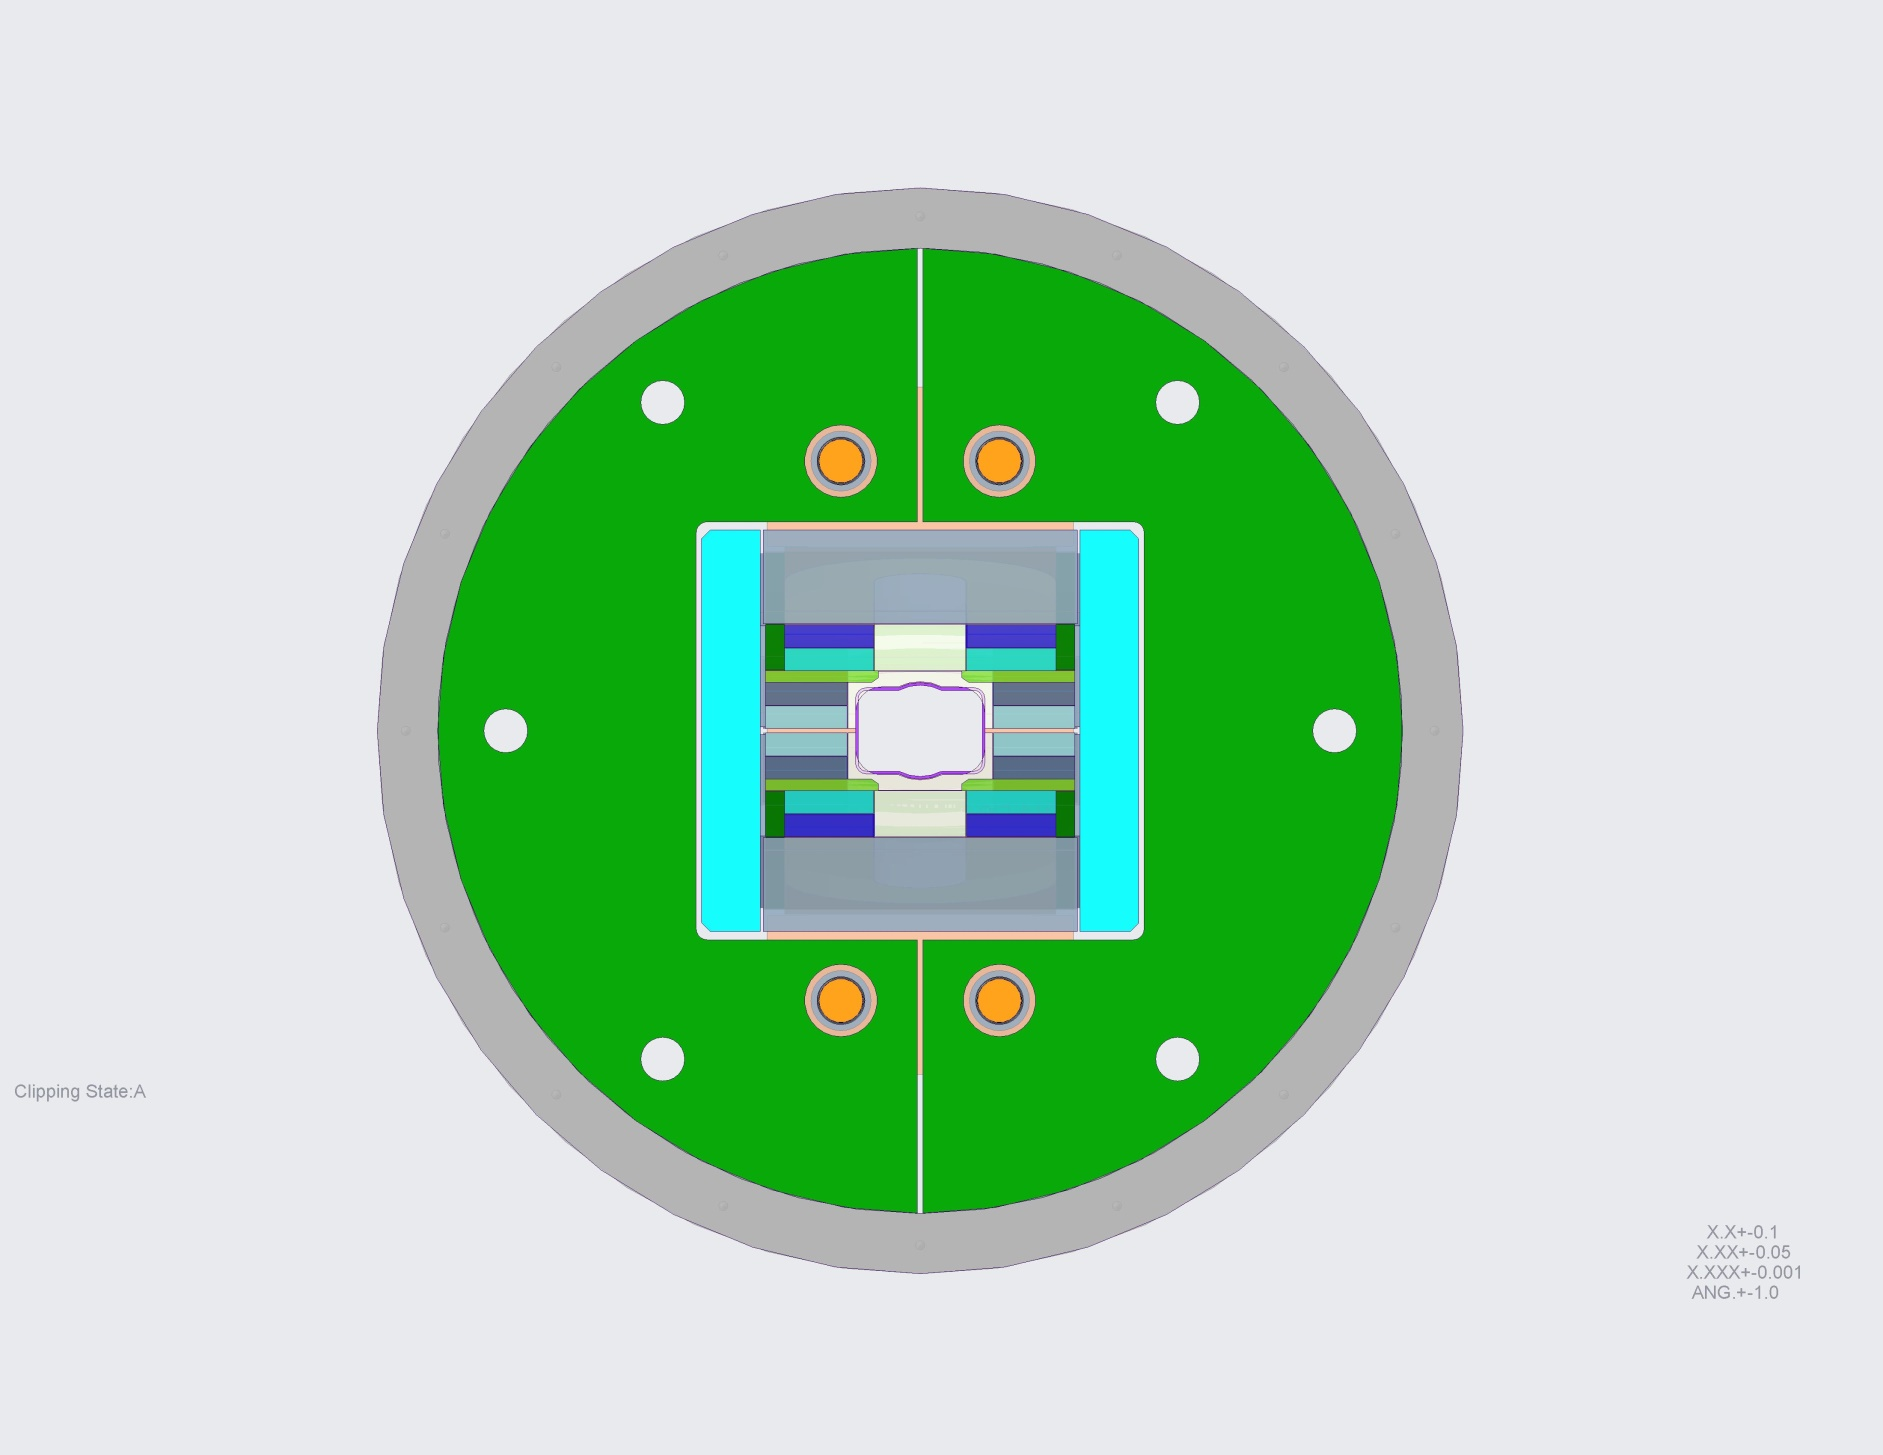 Clipping State:A
X.X+-0.1
X.XX+-0.05
X.XXX+-0.001
ANG.+-1.0